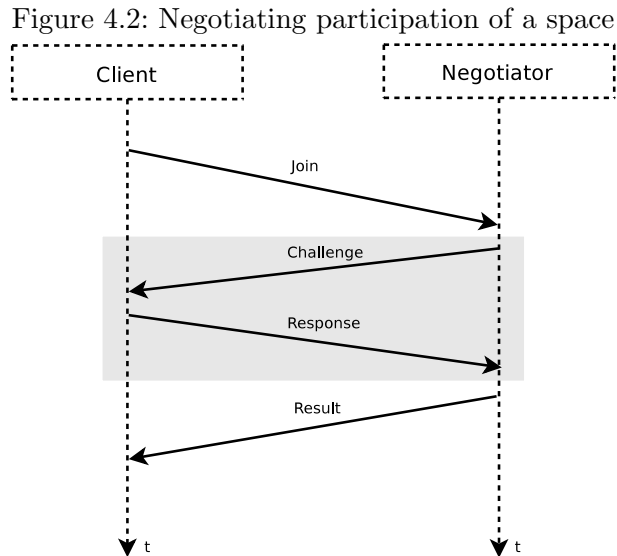 Figure 4.2: Negotiating participation of a space
Client
Negotiator
Join
Challenge
Response
Result
t
t